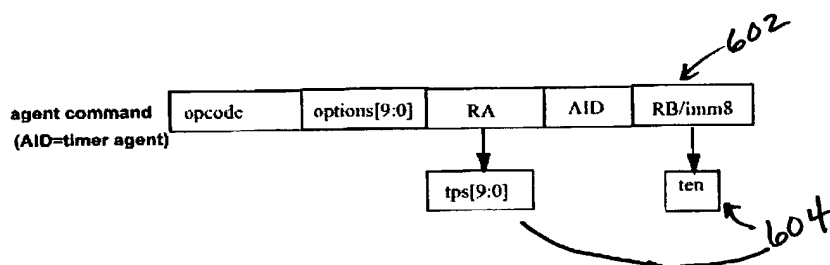 602
agent command
(AID=timer agent)
opcode
options[9:0]
RA
AID
RB/imm8
tps[9:0]
ten
604